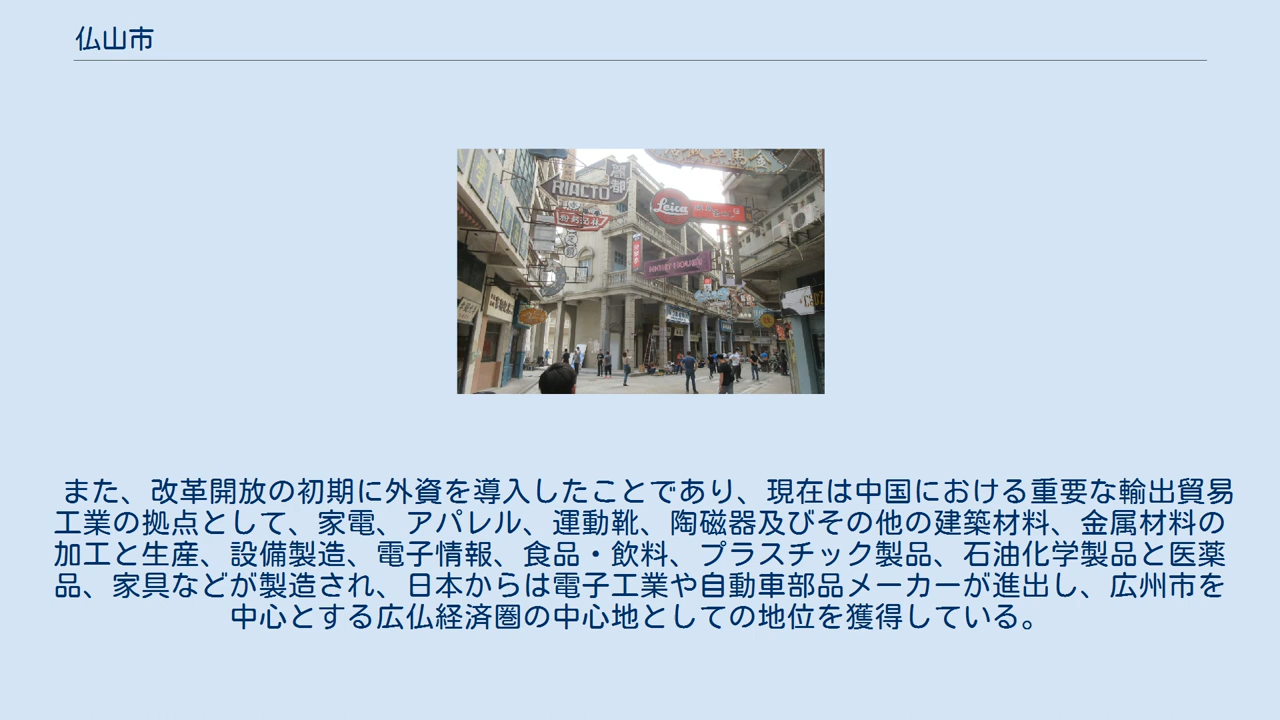 仏山市
RIALTO
麗都
Leica
NIGHT HOUSE
また、改革開放の初期に外資を導入したことであり、現在は中国における重要な輸出貿易
工業の拠点として、家電、アパレル、運動靴、陶磁器及びその他の建築材料、金属材料の
加工と生産、設備製造、電子情報、食品・飲料、プラスチック製品、石油化学製品と医薬
品、家具などが製造され、日本からは電子工業や自動車部品メーカーが進出し、広州市を
中心とする広仏経済圏の中心地としての地位を獲得している。